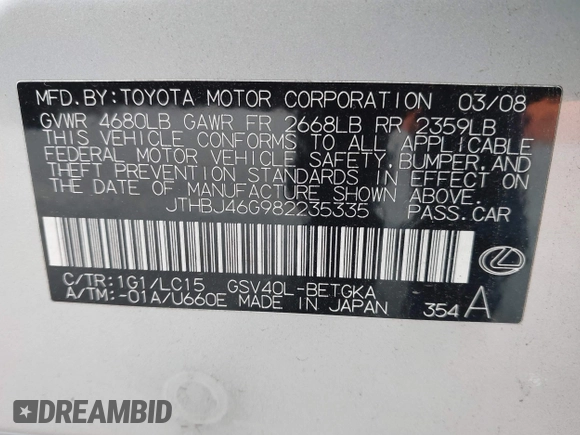 MFD.BY:TOYOTA MOTOR CORPORATION 03/08
GVWR 4680LB GAWR FR 2668LB RR 2359LB
THIS VEHICLE CONFORMS TO ALL APPLICABLE
FEDERAL MOTOR VEHICLE SAFETY,BUMPER,AND
THEFT PREVENTION STANDARDS IN EFFECT ON
THE DATE OF MANUFACTURE SHOWN ABOVE.
JTHBJ46G982235335 PASS.CAR
C/TR:1G1/LC15 GSV40L-BETGKA
A/TM:-01A/U660E MADE IN JAPAN 354 A
DREAMBID